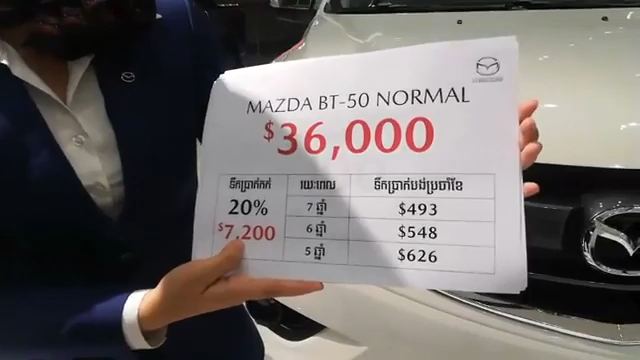 MAZDA BT-50 NORMAL
$36,000
ទឹកប្រាក់កក់ រយៈពេល ទឹកប្រាក់បង់ប្រចាំខែ
20% 7 ឆ្នាំ $493
$7,200 6 ឆ្នាំ $548
5 ឆ្នាំ $626